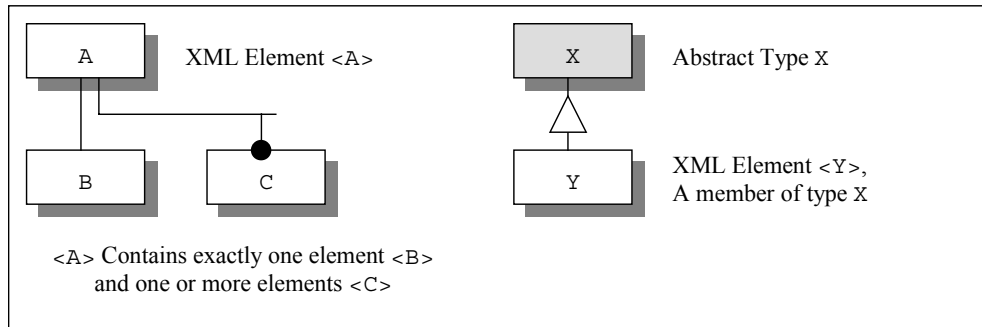 A
XML Element <A>
B
C
<A> Contains exactly one element <B>
and one or more elements <C>
X
Abstract Type X
Y
XML Element <Y>,
A member of type X